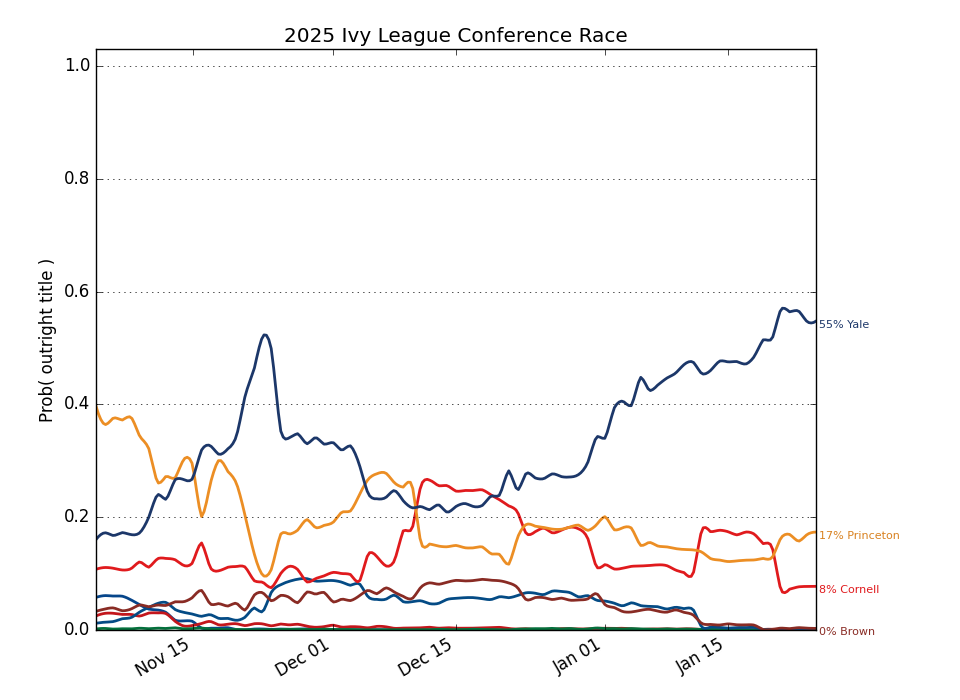 2025 Ivy League Conference Race
Prob( outright title )
1.0
0.8
0.6
0.4
0.2
0.0
55% Yale
17% Princeton
8% Cornell
0% Brown
Nov 15
Dec 01
Dec 15
Jan 01
Jan 15